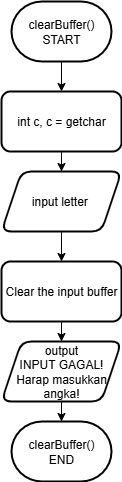 clearBuffer()
START
int c, c = getchar
input letter
Clear the input buffer
output
INPUT GAGAL!
Harap masukkan
angka!
clearBuffer()
END